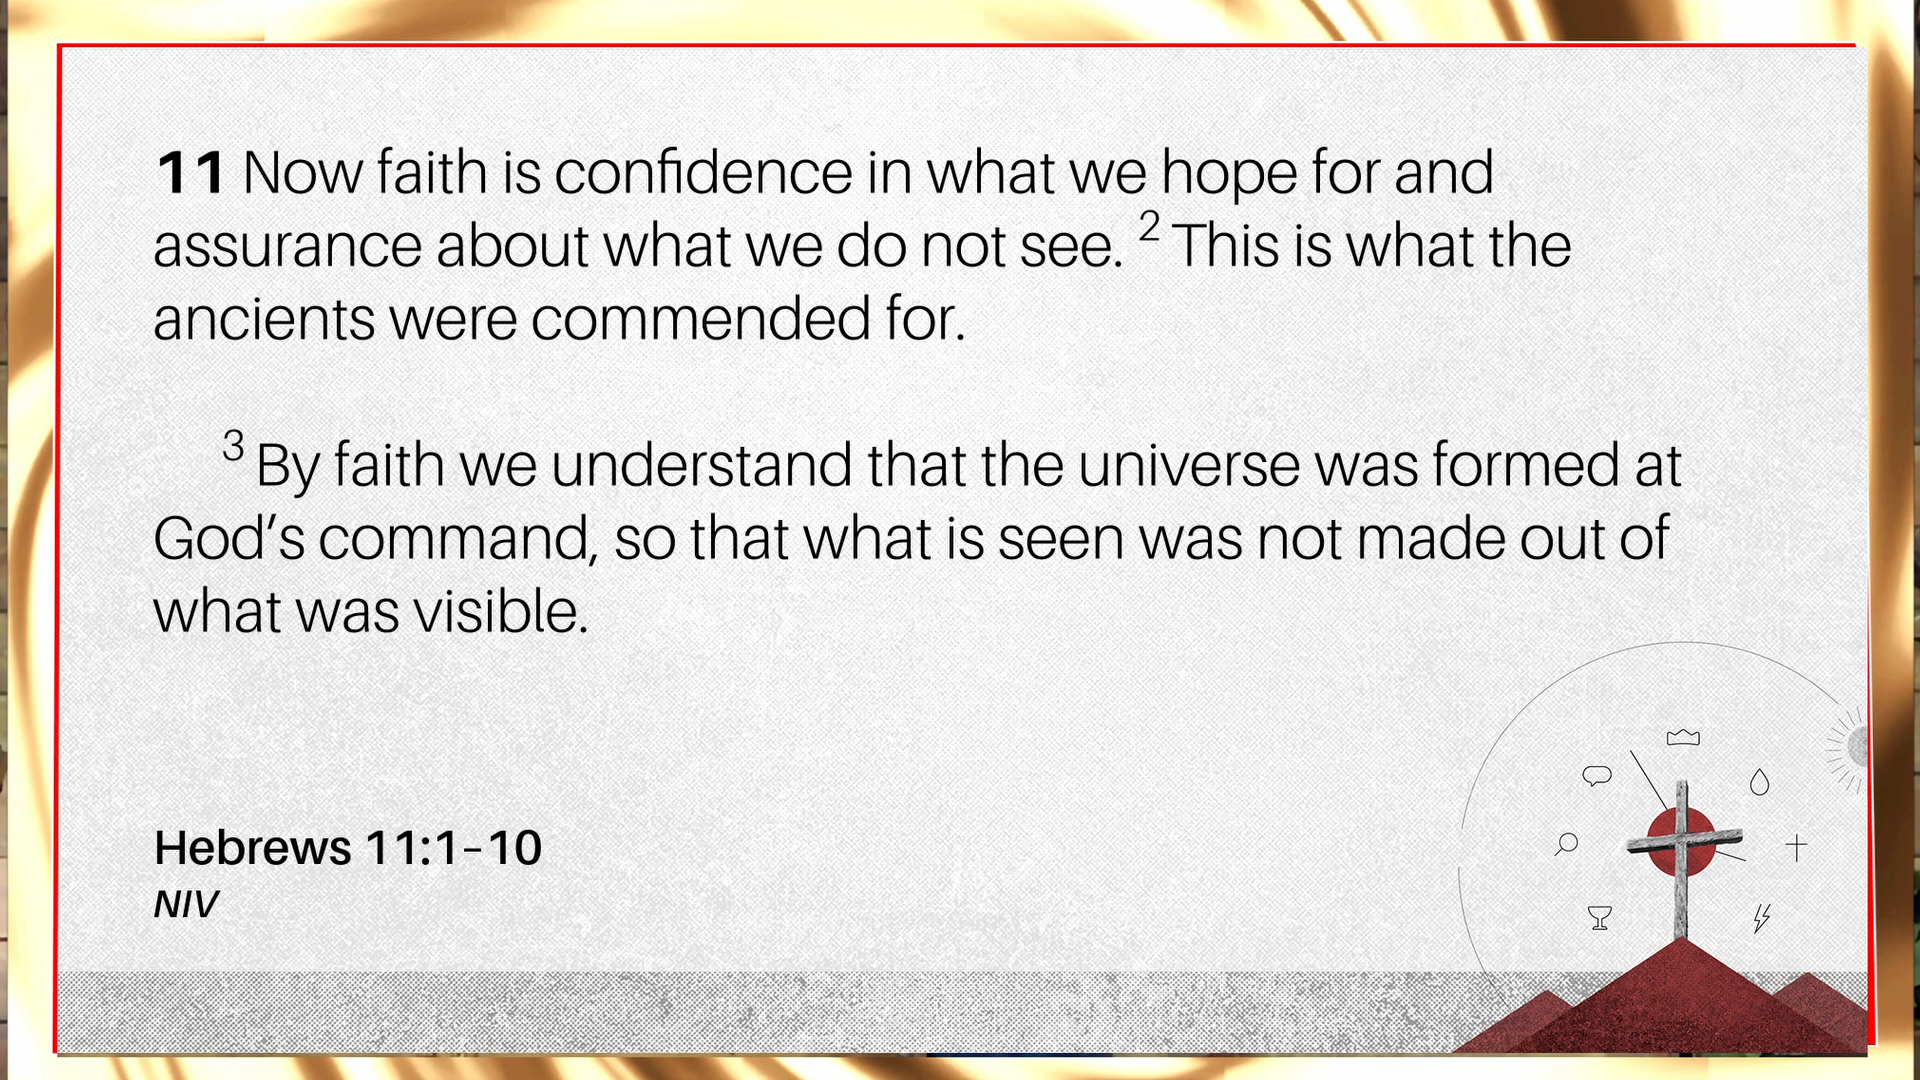 11 Now faith is confidence in what we hope for and
assurance about what we do not see. 2 This is what the
ancients were commended for.
3 By faith we understand that the universe was formed at
God’s command, so that what is seen was not made out of
what was visible.
Hebrews 11:1–10
NIV